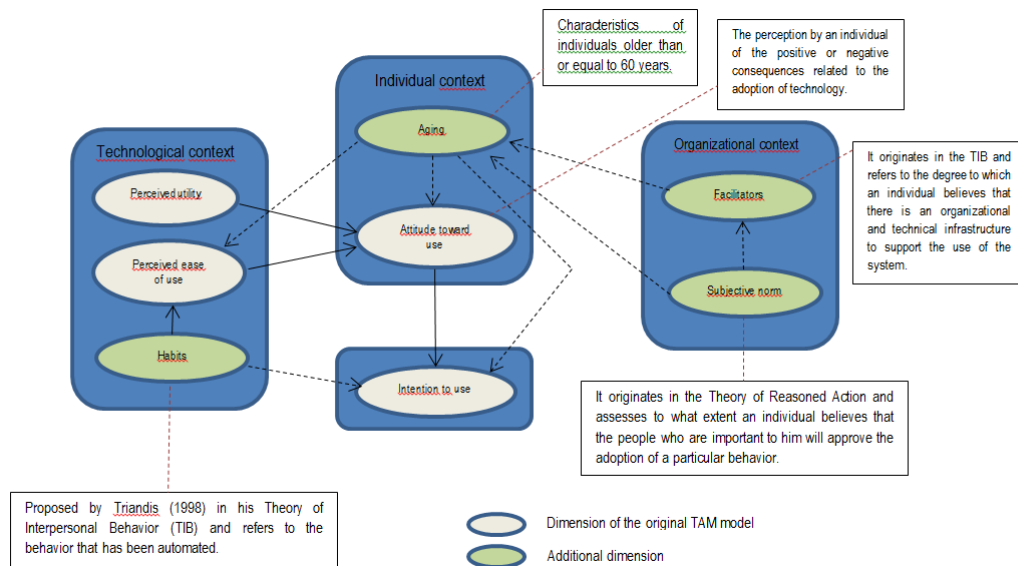 Characteristics of
individuals older than
or equal to 60 years.
The perception by an individual
of the positive or negative
consequences related to the
adoption of technology.
Individual context
Aging
Attitude toward
use
Technological context
Perceived utility
Perceived ease
of use
Habits
Organizational context
Facilitators
Subjective norm
It originates in the TIB and
refers to the degree to which
an individual believes that
there is an organizational
and technical infrastructure
to support the use of the
system.
Intention to use
It originates in the Theory of Reasoned Action and
assesses to what extent an individual believes that
the people who are important to him will approve the
adoption of a particular behavior.
Proposed by Triandis (1998) in his Theory of
Interpersonal Behavior (TIB) and refers to the
behavior that has been automated.
Dimension of the original TAM model
Additional dimension